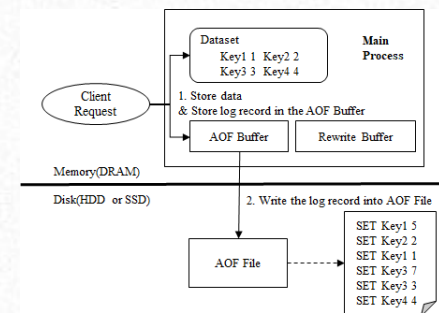 Dataset
Key1 1 Key2 2
Key3 3 Key4 4
Main
Process
Client
Request
1. Store data
& Store log record in the AOF Buffer
AOF Buffer
Rewrite Buffer
Memory(DRAM)
Disk(HDD or SSD)
2. Write the log record into AOF File
AOF File
SET Key1 5
SET Key2 2
SET Key1 1
SET Key3 7
SET Key3 3
SET Key4 4